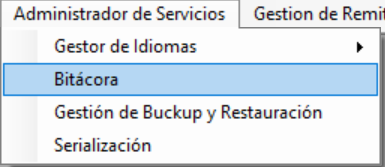 Administrador de Servicios Gestion de Remit
Gestor de Idiomas
Bitácora
Gestión de Buckup y Restauración
Serialización